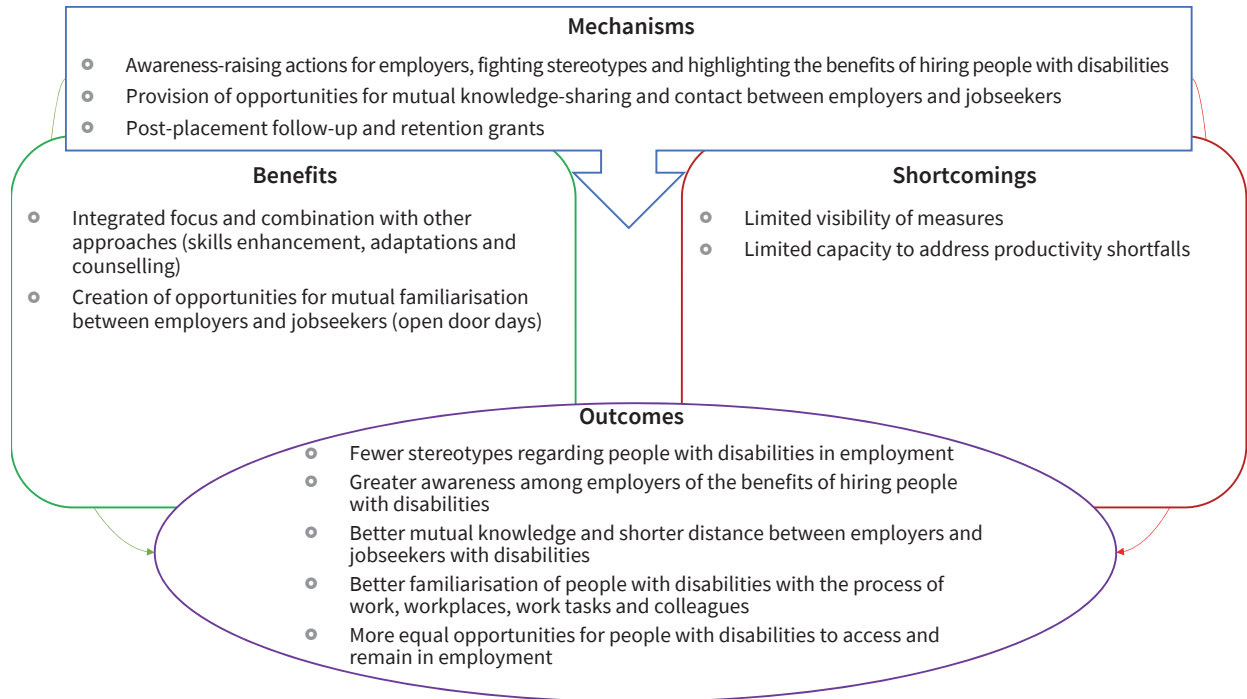 Mechanisms
Awareness-raising actions for employers, fighting stereotypes and highlighting the benefits of hiring people with disabilities
Provision of opportunities for mutual knowledge-sharing and contact between employers and jobseekers
Post-placement follow-up and retention grants
Benefits
Integrated focus and combination with other
approaches (skills enhancement, adaptations and
counselling)
Creation of opportunities for mutual familiarisation
between employers and jobseekers (open door days)
Shortcomings
Limited visibility of measures
Limited capacity to address productivity shortfalls
Outcomes
Fewer stereotypes regarding people with disabilities in employment
Greater awareness among employers of the benefits of hiring people
with disabilities
Better mutual knowledge and shorter distance between employers and
jobseekers with disabilities
Better familiarisation of people with disabilities with the process of
work, workplaces, work tasks and colleagues
More equal opportunities for people with disabilities to access and
remain in employment